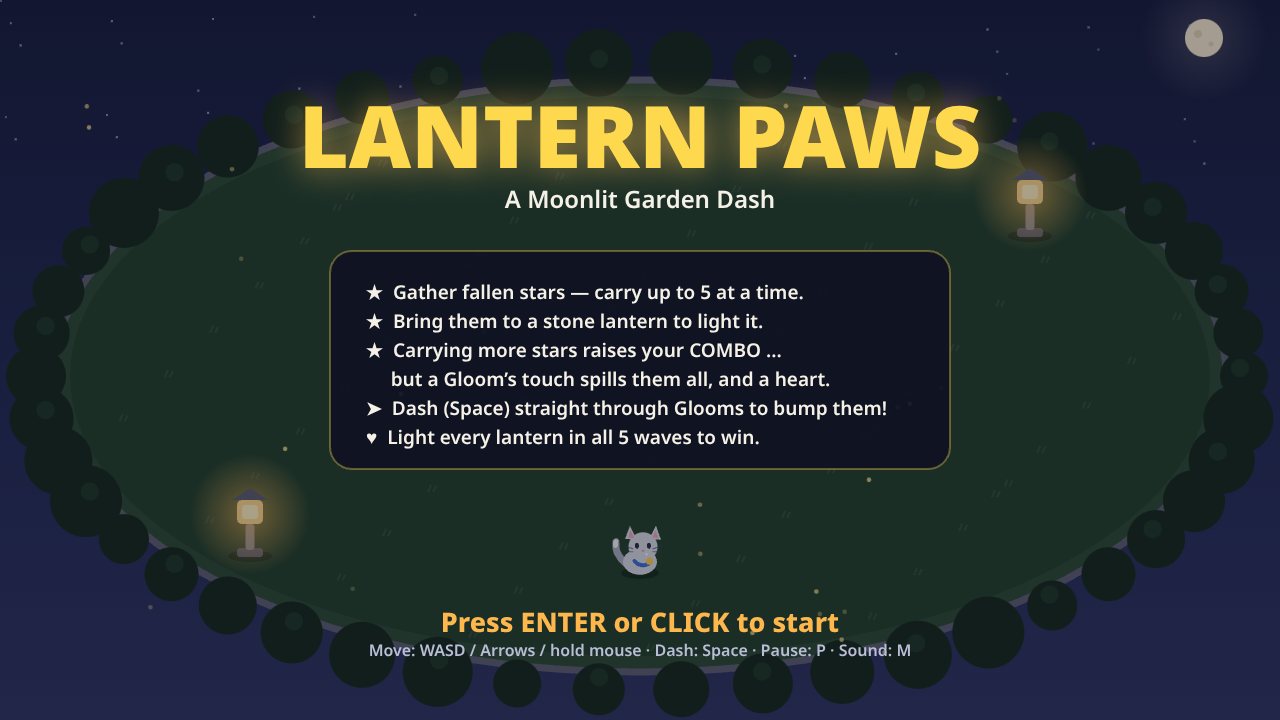 LANTERN PAWS
A Moonlit Garden Dash
★ Gather fallen stars — carry up to 5 at a time.
★ Bring them to a stone lantern to light it.
★ Carrying more stars raises your COMBO ...
but a Gloom’s touch spills them all, and a heart.
➤ Dash (Space) straight through Glooms to bump them!
♥ Light every lantern in all 5 waves to win.
Press ENTER or CLICK to start
Move: WASD / Arrows / hold mouse · Dash: Space · Pause: P · Sound: M